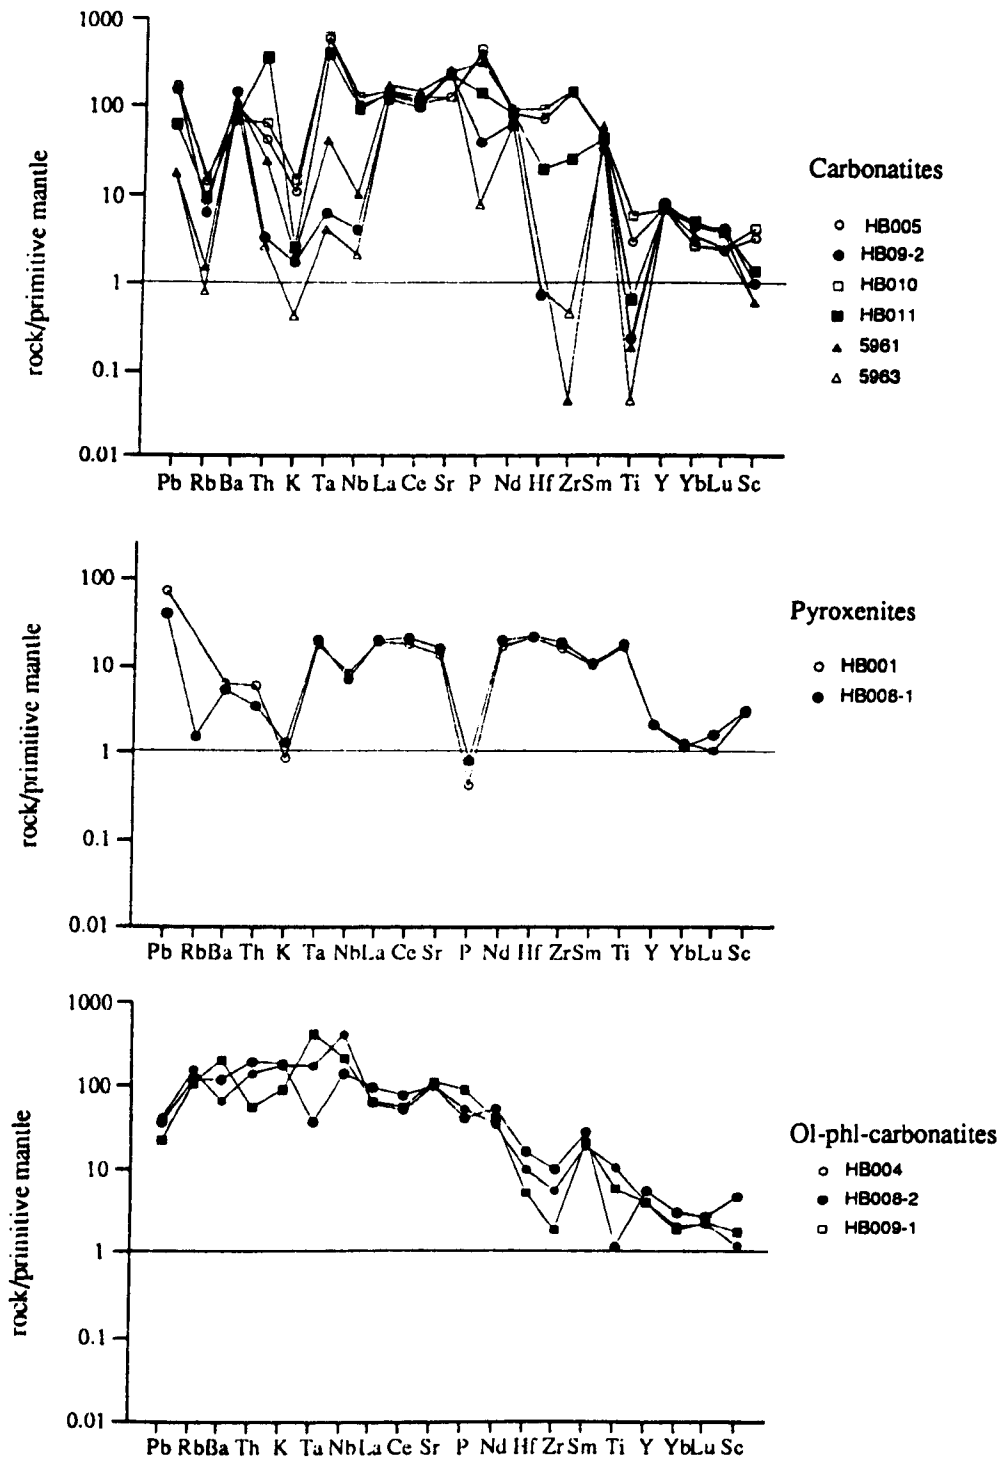 1000
100
10
1
0.1
0.01
rock/primitive mantle
Pb Rb Ba Th K Ta Nb La Ce Sr P Nd Hf Zr Sm Ti Y Yb Lu Sc
Carbonatites
HB005
HB09-2
HB010
HB011
5961
5963
100
10
1
0.1
0.01
rock/primitive mantle
Pb Rb Ba Th K Ta Nb La Ce Sr P Nd Hf Zr Sm Ti Y Yb Lu Sc
Pyroxenites
HB001
HB008-1
1000
100
10
1
0.1
0.01
rock/primitive mantle
Pb Rb Ba Th K Ta Nb La Ce Sr P Nd Hf Zr Sm Ti Y Yb Lu Sc
Ol-phl-carbonatites
HB004
HB008-2
HB009-1